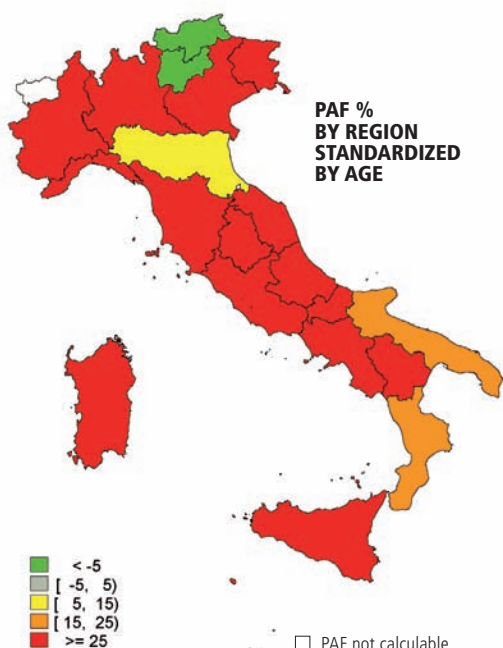 PAF %
BY REGION
STANDARDIZED
BY AGE
< -5
[ -5, 5)
[ 5, 15)
[ 15, 25)
>= 25
PAF not calculable